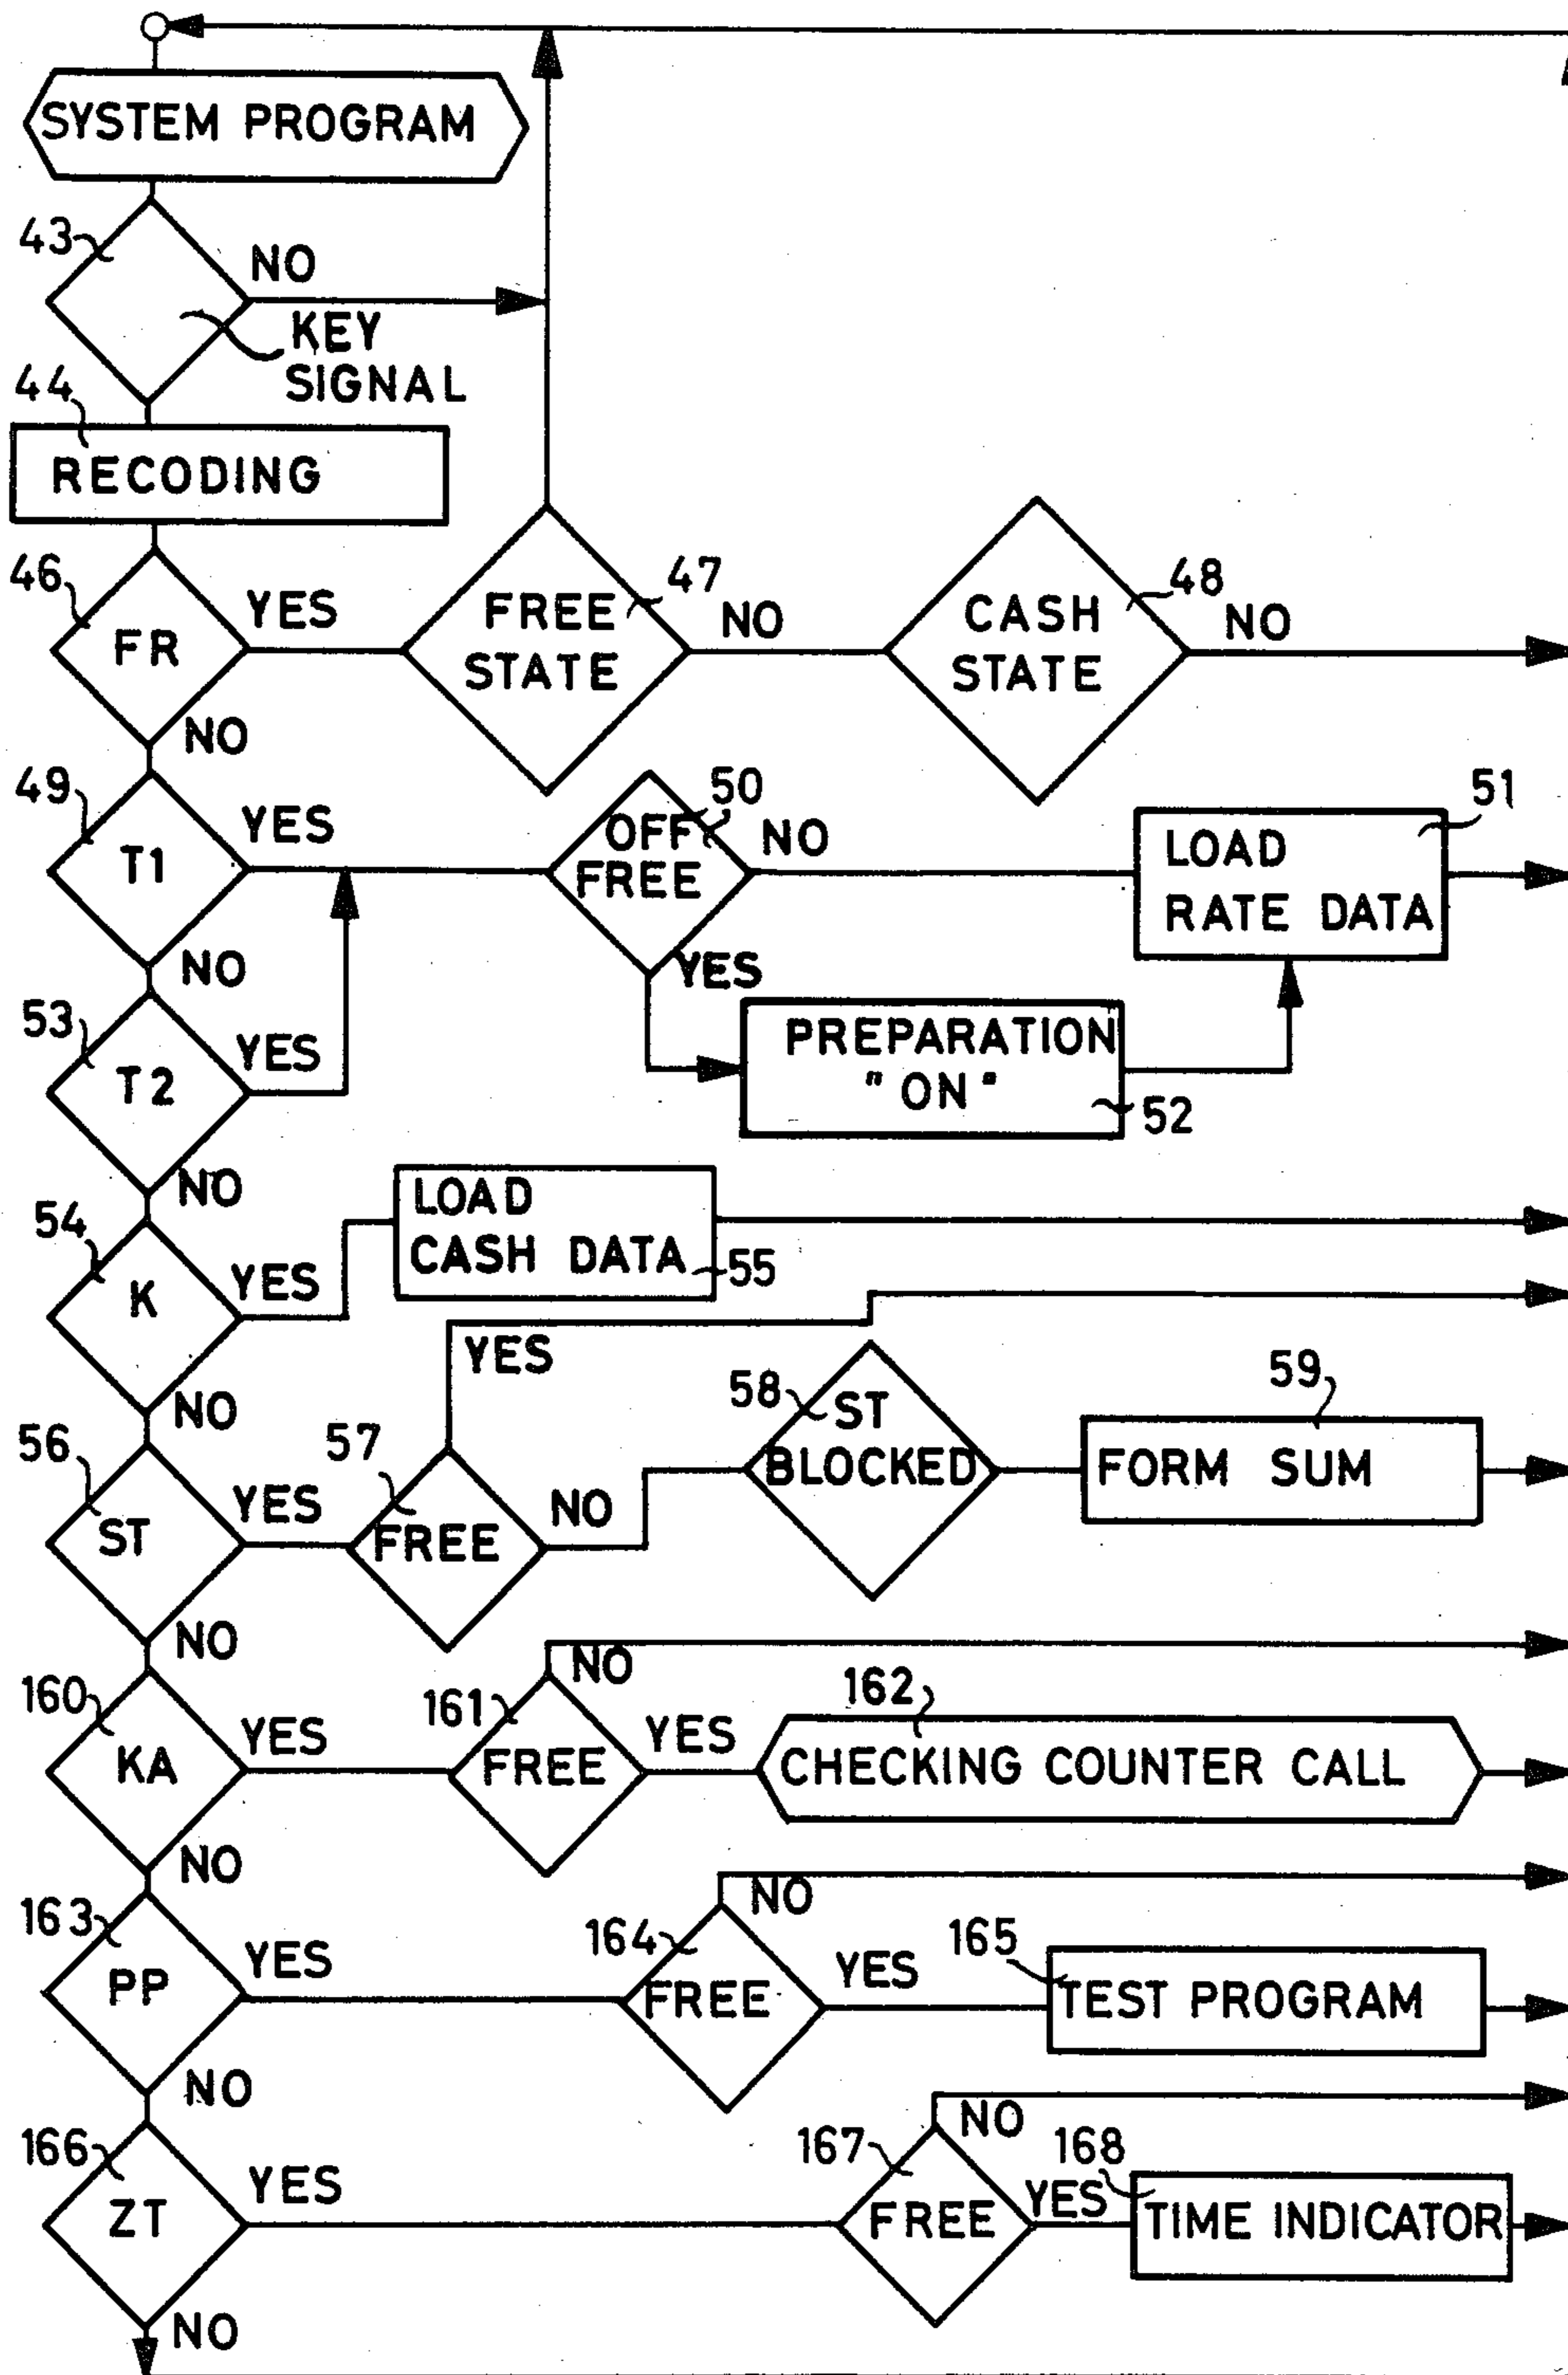 SYSTEM PROGRAM
43
NO
KEY
SIGNAL
44
RECODING
46
FR
YES
NO
FREE
STATE
47
NO
CASH
STATE
48
NO
49
T1
YES
NO
OFF
FREE
50
NO
YES
LOAD
RATE DATA
51
53
T2
YES
NO
PREPARATION
"ON"
52
54
K
YES
NO
LOAD
CASH DATA
55
56
ST
YES
NO
57
FREE
YES
NO
58
ST
BLOCKED
59
FORM SUM
160
KA
YES
NO
161
FREE
NO
YES
162
CHECKING COUNTER CALL
163
PP
YES
NO
164
FREE
NO
YES
165
TEST PROGRAM
166
ZT
YES
NO
167
FREE
NO
YES
168
TIME INDICATOR